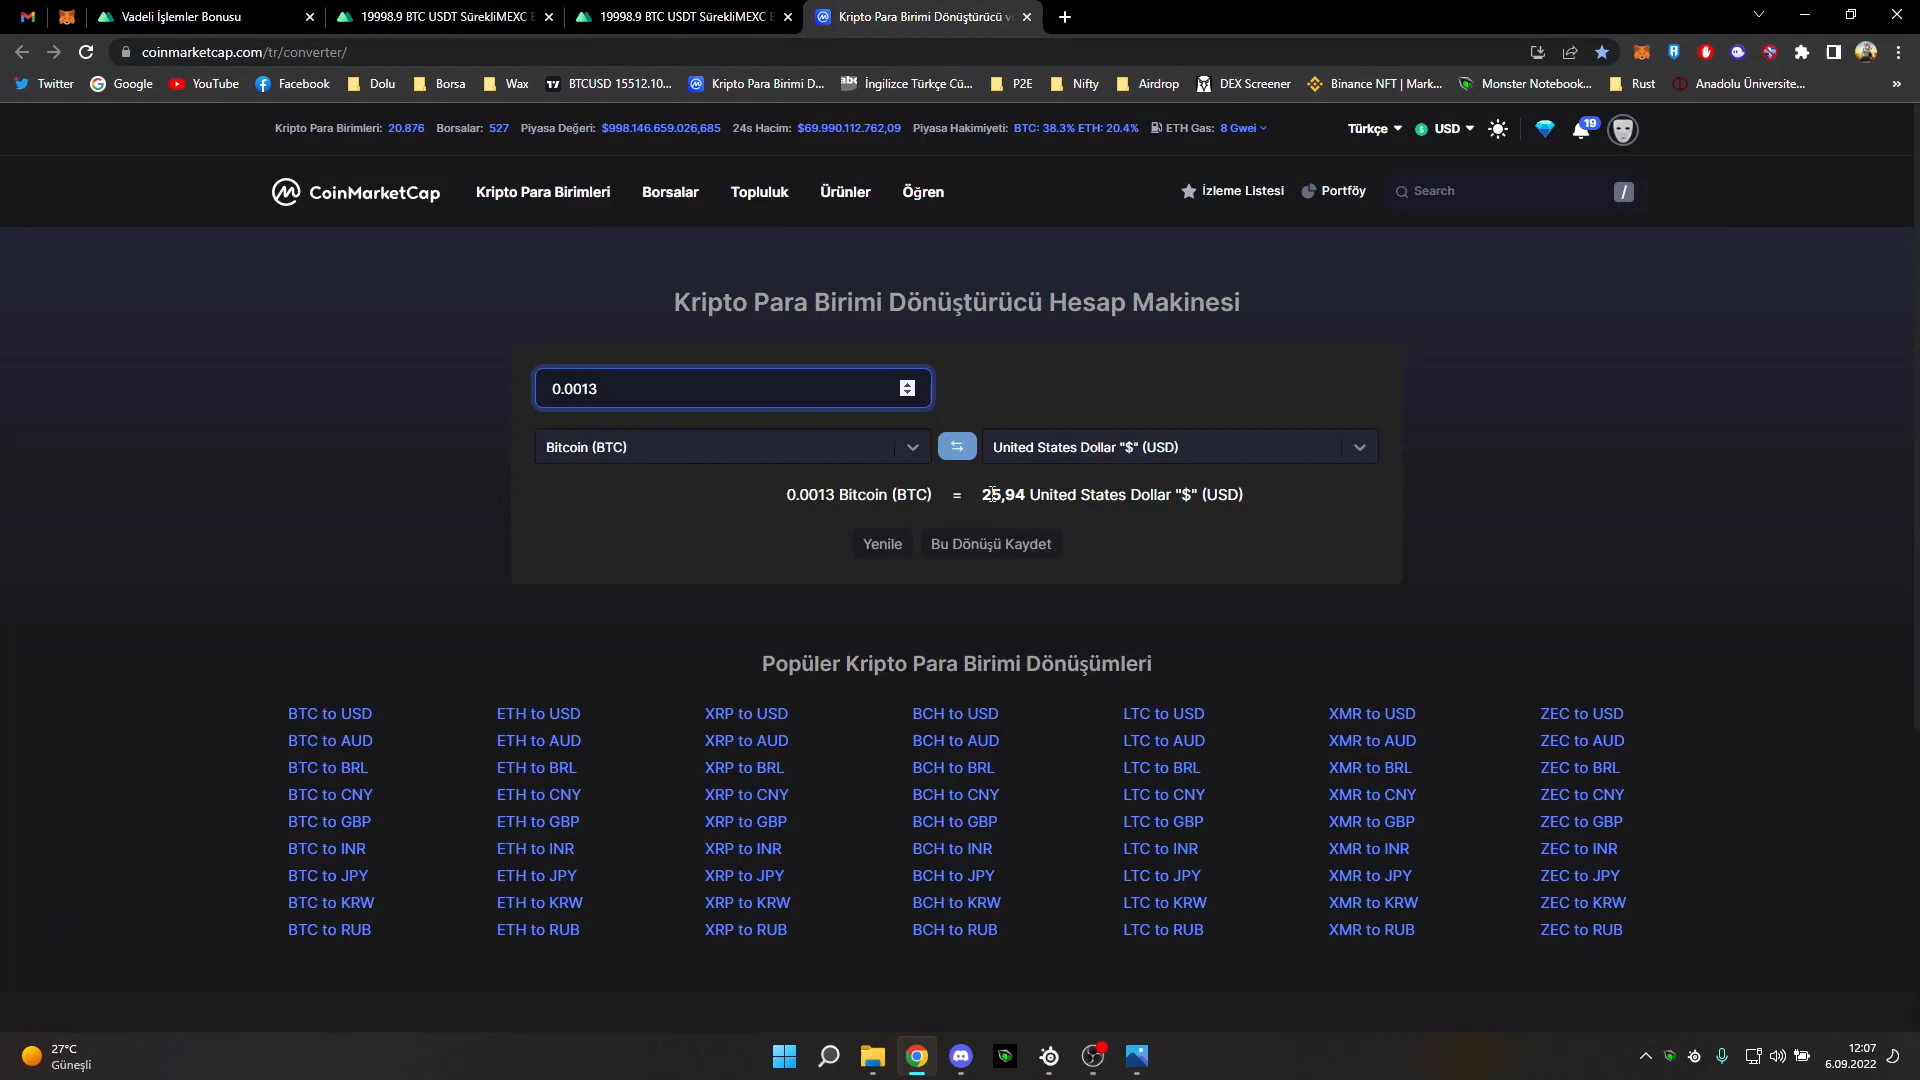 Vadeli İşlemler Bonusu
19998.9 BTC USDT SürekliMEXC
19998.9 BTC USDT SürekliMEXC
Kripto Para Birimi Dönüştürücü
coinmarketcap.com/tr/converter/
Twitter
Google
YouTube
Facebook
Dolu
Borsa
Wax
BTCUSD 15512.10...
Kripto Para Birimi D...
İngilizce Türkçe Cü...
P2E
Nifty
Airdrop
DEX Screener
Binance NFT | Mark...
Monster Notebook...
Rust
Anadolu Üniversite...
»
Kripto Para Birimleri: 20.876 Borsalar: 527 Piyasa Değeri: $998.146.659.026,685 24s Hacim: $69.990.112.762,09 Piyasa Hakimiyeti: BTC: 38.3% ETH: 20.4% ETH Gas: 8 Gwei
Türkçe
USD
19
CoinMarketCap
Kripto Para Birimleri
Borsalar
Topluluk
Ürünler
Öğren
İzleme Listesi
Portföy
Search
/
Kripto Para Birimi Dönüştürücü Hesap Makinesi
0.0013
Bitcoin (BTC)
United States Dollar "$" (USD)
0.0013 Bitcoin (BTC) = 25,94 United States Dollar "$" (USD)
Yenile
Bu Dönüşü Kaydet
Popüler Kripto Para Birimi Dönüşümleri
BTC to USD ETH to USD XRP to USD BCH to USD LTC to USD XMR to USD ZEC to USD
BTC to AUD ETH to AUD XRP to AUD BCH to AUD LTC to AUD XMR to AUD ZEC to AUD
BTC to BRL ETH to BRL XRP to BRL BCH to BRL LTC to BRL XMR to BRL ZEC to BRL
BTC to CNY ETH to CNY XRP to CNY BCH to CNY LTC to CNY XMR to CNY ZEC to CNY
BTC to GBP ETH to GBP XRP to GBP BCH to GBP LTC to GBP XMR to GBP ZEC to GBP
BTC to INR ETH to INR XRP to INR BCH to INR LTC to INR XMR to INR ZEC to INR
BTC to JPY ETH to JPY XRP to JPY BCH to JPY LTC to JPY XMR to JPY ZEC to JPY
BTC to KRW ETH to KRW XRP to KRW BCH to KRW LTC to KRW XMR to KRW ZEC to KRW
BTC to RUB ETH to RUB XRP to RUB BCH to RUB LTC to RUB XMR to RUB ZEC to RUB
27°C
Güneşli
12:07
6.09.2022